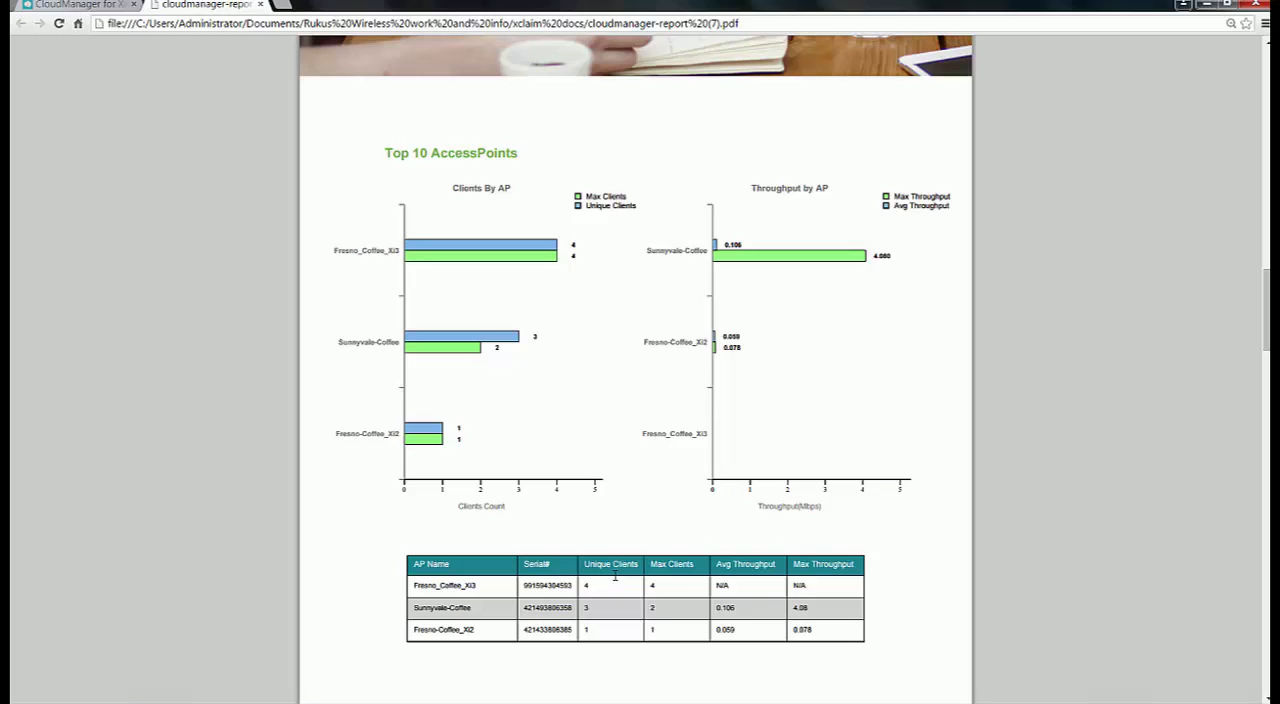 CloudManager for Xi
cloudmanager-repor
file:///C:/Users/Administrator/Documents/Rukus%20Wireless%20work%20and%20info/xclaim%20docs/cloudmanager-report%20(7).pdf
Top 10 AccessPoints
Clients By AP
Max Clients
Unique Clients
Fresno_Coffee_Xi3
4
4
Sunnyvale-Coffee
3
2
Fresno-Coffee_Xi2
1
1
0 1 2 3 4 5
Clients Count
Throughput by AP
Max Throughput
Avg Throughput
Sunnyvale-Coffee
0.106
4.080
Fresno-Coffee_Xi2
0.059
0.078
Fresno_Coffee_Xi3
0 1 2 3 4 5
Throughput(Mbps)
AP Name Serial# Unique Clients Max Clients Avg Throughput Max Throughput
Fresno_Coffee_Xi3 991594304593 4 4 N/A N/A
Sunnyvale-Coffee 421493806358 3 2 0.106 4.08
Fresno-Coffee_Xi2 421433806385 1 1 0.059 0.078